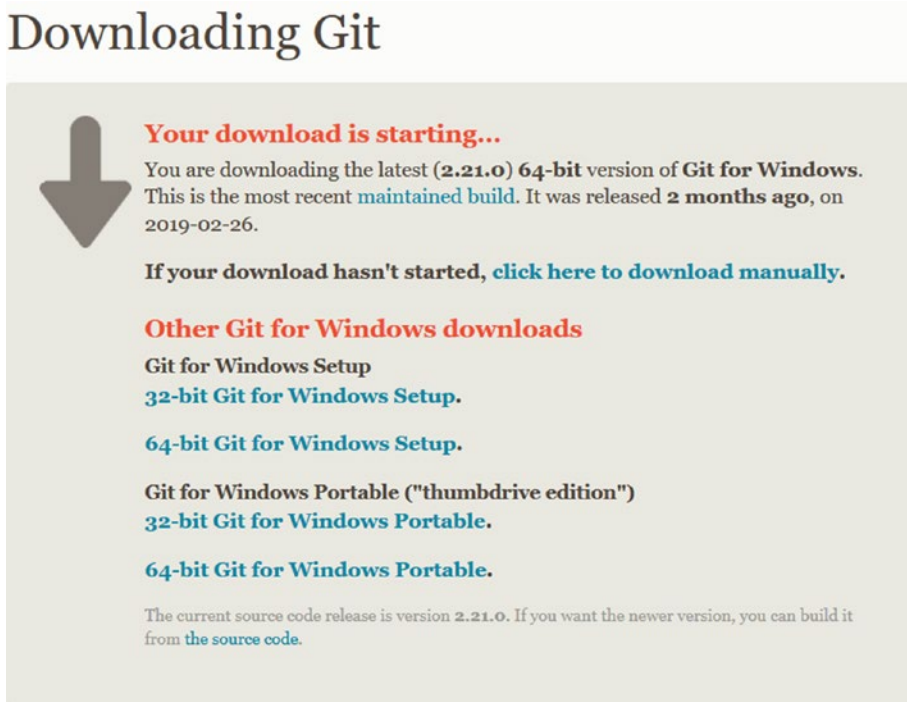 Downloading Git
Your download is starting...
You are downloading the latest (2.21.0) 64-bit version of Git for Windows.
This is the most recent maintained build. It was released 2 months ago, on
2019-02-26.
If your download hasn't started, click here to download manually.
Other Git for Windows downloads
Git for Windows Setup
32-bit Git for Windows Setup.
64-bit Git for Windows Setup.
Git for Windows Portable ("thumbdrive edition")
32-bit Git for Windows Portable.
64-bit Git for Windows Portable.
The current source code release is version 2.21.0. If you want the newer version, you can build it
from the source code.